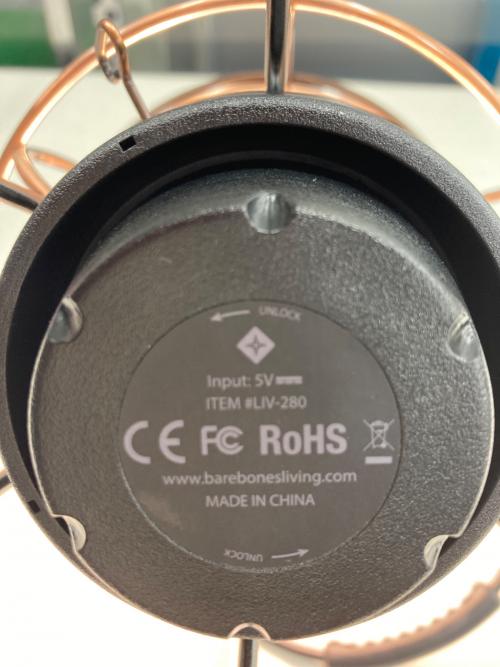 UNLOCK
Input: 5V
ITEM #LIV-280
CE FC RoHS
www.barebonesliving.com
MADE IN CHINA
UNLOCK